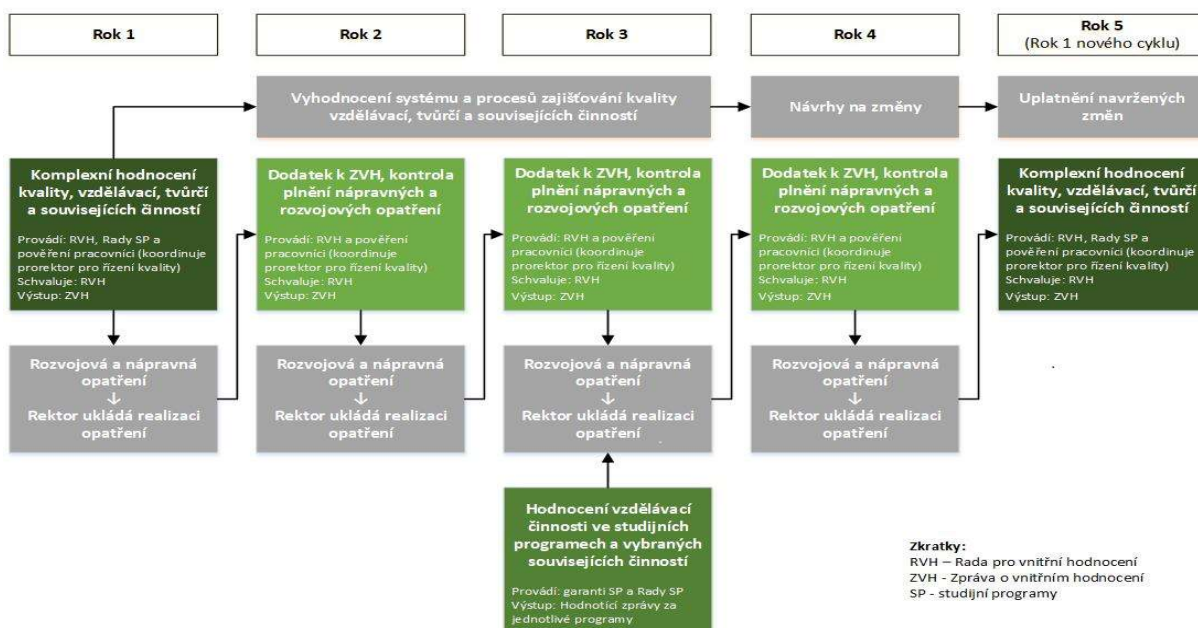 Rok 1
Rok 2
Rok 3
Rok 4
Rok 5
(Rok 1 nového cyklu)
Vyhodnocení systému a procesů zajišťování kvality
vzdělávací, tvůrčí a souvisejících činností
Návrhy na změny
Uplatnění navržených
změn
Komplexní hodnocení
kvality, vzdělávací, tvůrčí
a souvisejících činností
Provádí: RVH, Rady SP a
pověření pracovníci (koordinuje
prorektor pro řízení kvality)
Schvaluje: RVH
Výstup: ZVH
Dodatek k ZVH, kontrola
plnění nápravných a
rozvojových opatření
Provádí: RVH a pověření
pracovníci (koordinuje
prorektor pro řízení kvality)
Schvaluje: RVH
Výstup: ZVH
Dodatek k ZVH, kontrola
plnění nápravných a
rozvojových opatření
Provádí: RVH a pověření
pracovníci (koordinuje
prorektor pro řízení kvality)
Schvaluje: RVH
Výstup: ZVH
Dodatek k ZVH, kontrola
plnění nápravných a
rozvojových opatření
Provádí: RVH a pověření
pracovníci (koordinuje
prorektor pro řízení kvality)
Schvaluje: RVH
Výstup: ZVH
Komplexní hodnocení
kvality, vzdělávací, tvůrčí
a souvisejících činností
Provádí: RVH, Rady SP a
pověření pracovníci (koordinuje
prorektor pro řízení kvality)
Schvaluje: RVH
Výstup: ZVH
Rozvojová a nápravná
opatření
↓
Rektor ukládá realizaci
opatření
Rozvojová a nápravná
opatření
↓
Rektor ukládá realizaci
opatření
Rozvojová a nápravná
opatření
↓
Rektor ukládá realizaci
opatření
Rozvojová a nápravná
opatření
↓
Rektor ukládá realizaci
opatření
Hodnocení vzdělávací
činnosti ve studijních
programech a vybraných
souvisejících činností
Provádí: garanti SP a Rady SP
Výstup: Hodnotící zprávy za
jednotlivé programy
Zkratky:
RVH – Rada pro vnitřní hodnocení
ZVH - Zpráva o vnitřním hodnocení
SP - studijní programy